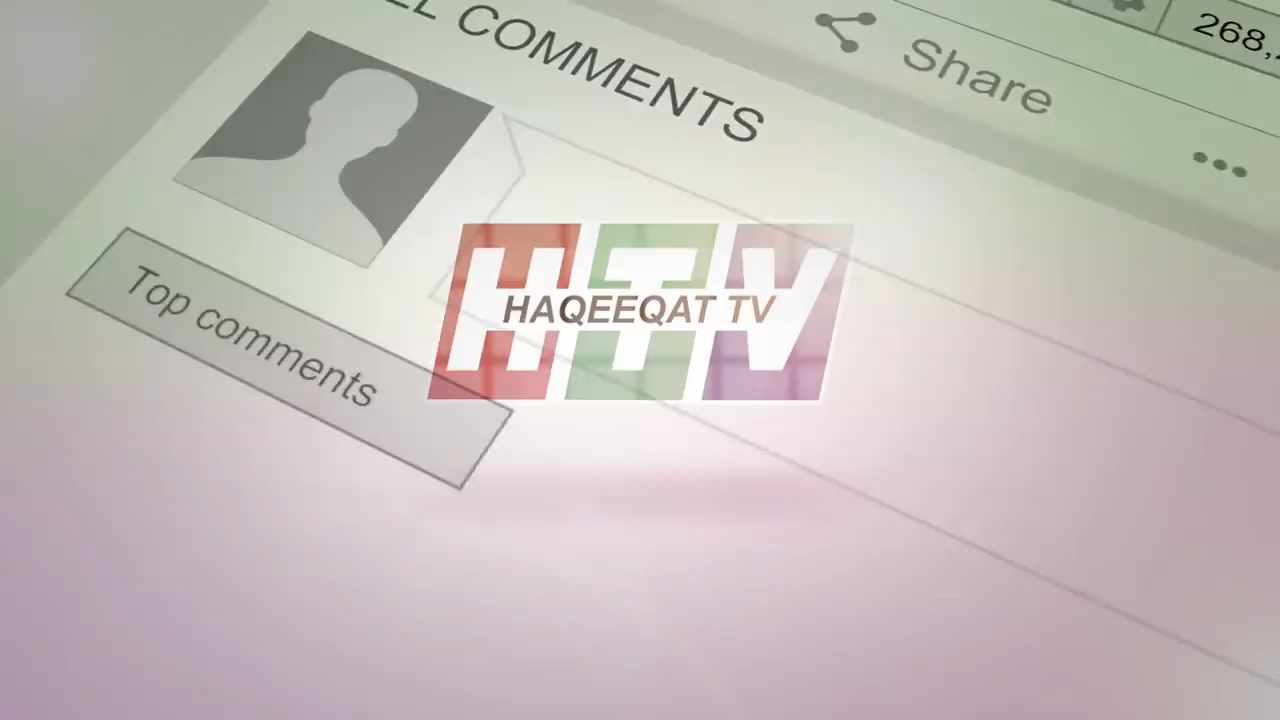 COMMENTS
Share
268,
Top comments
HTV
HAQEEQAT TV